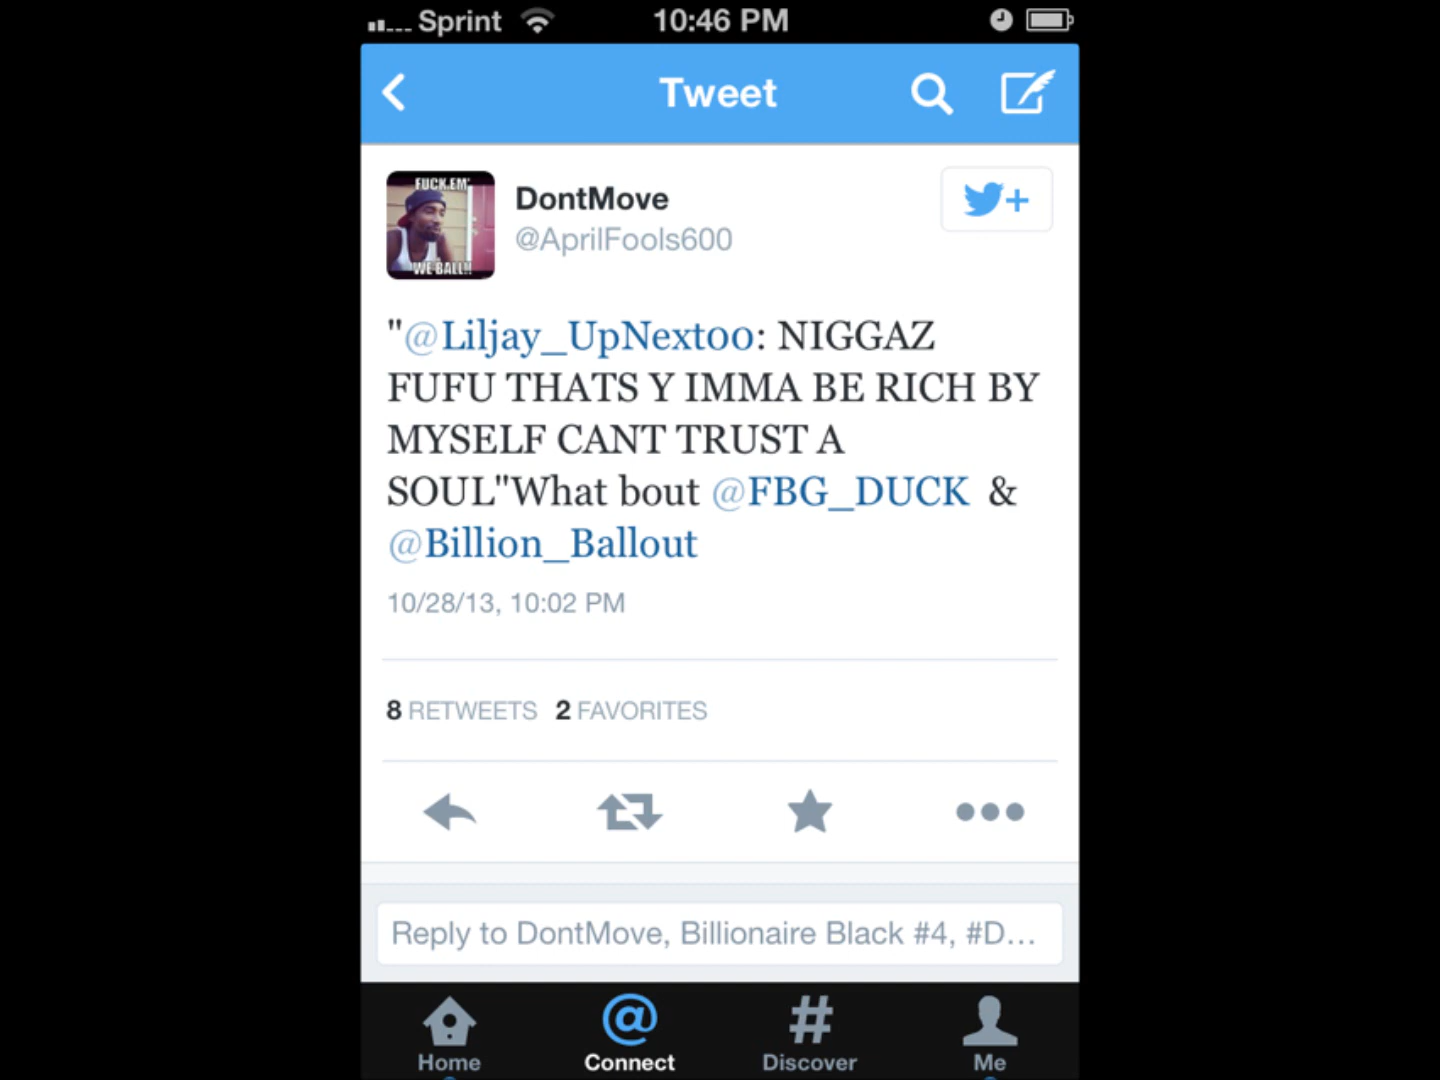 Sprint 10:46 PM
Tweet
FUCK.EM'
WE BALL!!
DontMove
@AprilFools600
"@Liljay_UpNext00: NIGGAZ
FUFU THATS Y IMMA BE RICH BY
MYSELF CANT TRUST A
SOUL"What bout @FBG_DUCK &
@Billion_Ballout
10/28/13, 10:02 PM
8 RETWEETS 2 FAVORITES
Reply to DontMove, Billionaire Black #4, #D...
Home Connect Discover Me